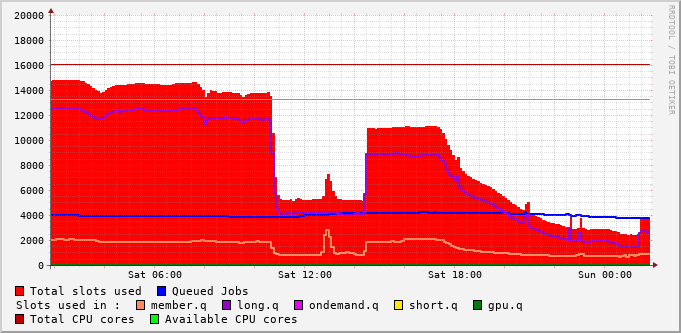 20000
18000
16000
14000
12000
10000
8000
6000
4000
2000
0
Sat 06:00 Sat 12:00 Sat 18:00 Sun 00:00
RRDTOOL / TOBI OETIKER
Total slots used Queued Jobs
Slots used in : member.q long.q ondemand.q short.q gpu.q
Total CPU cores Available CPU cores